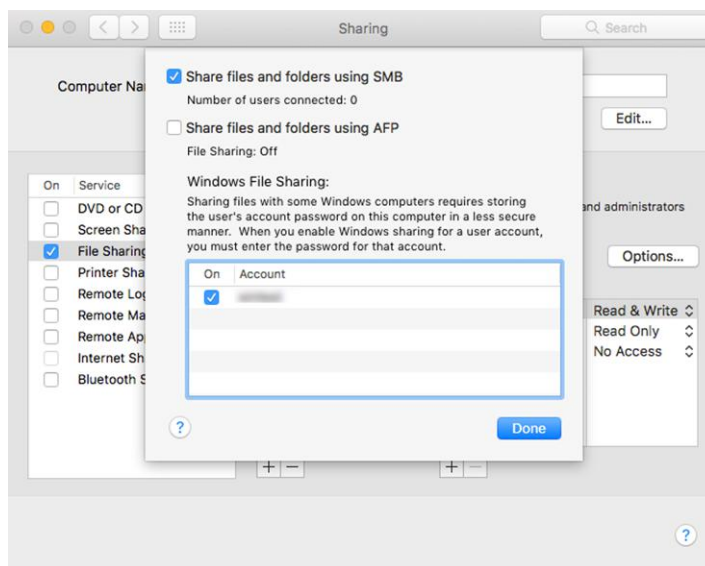 Sharing
Search
Computer Na
Edit...
Share files and folders using SMB
Number of users connected: 0
Share files and folders using AFP
File Sharing: Off
Windows File Sharing:
Sharing files with some Windows computers requires storing
the user's account password on this computer in a less secure
manner. When you enable Windows sharing for a user account,
you must enter the password for that account.
On Account
Done
On Service
DVD or CD
Screen Sha
File Sharing
Printer Sha
Remote Log
Remote Ma
Remote Ap
Internet Sh
Bluetooth S
and administrators
Options...
Read & Write
Read Only
No Access